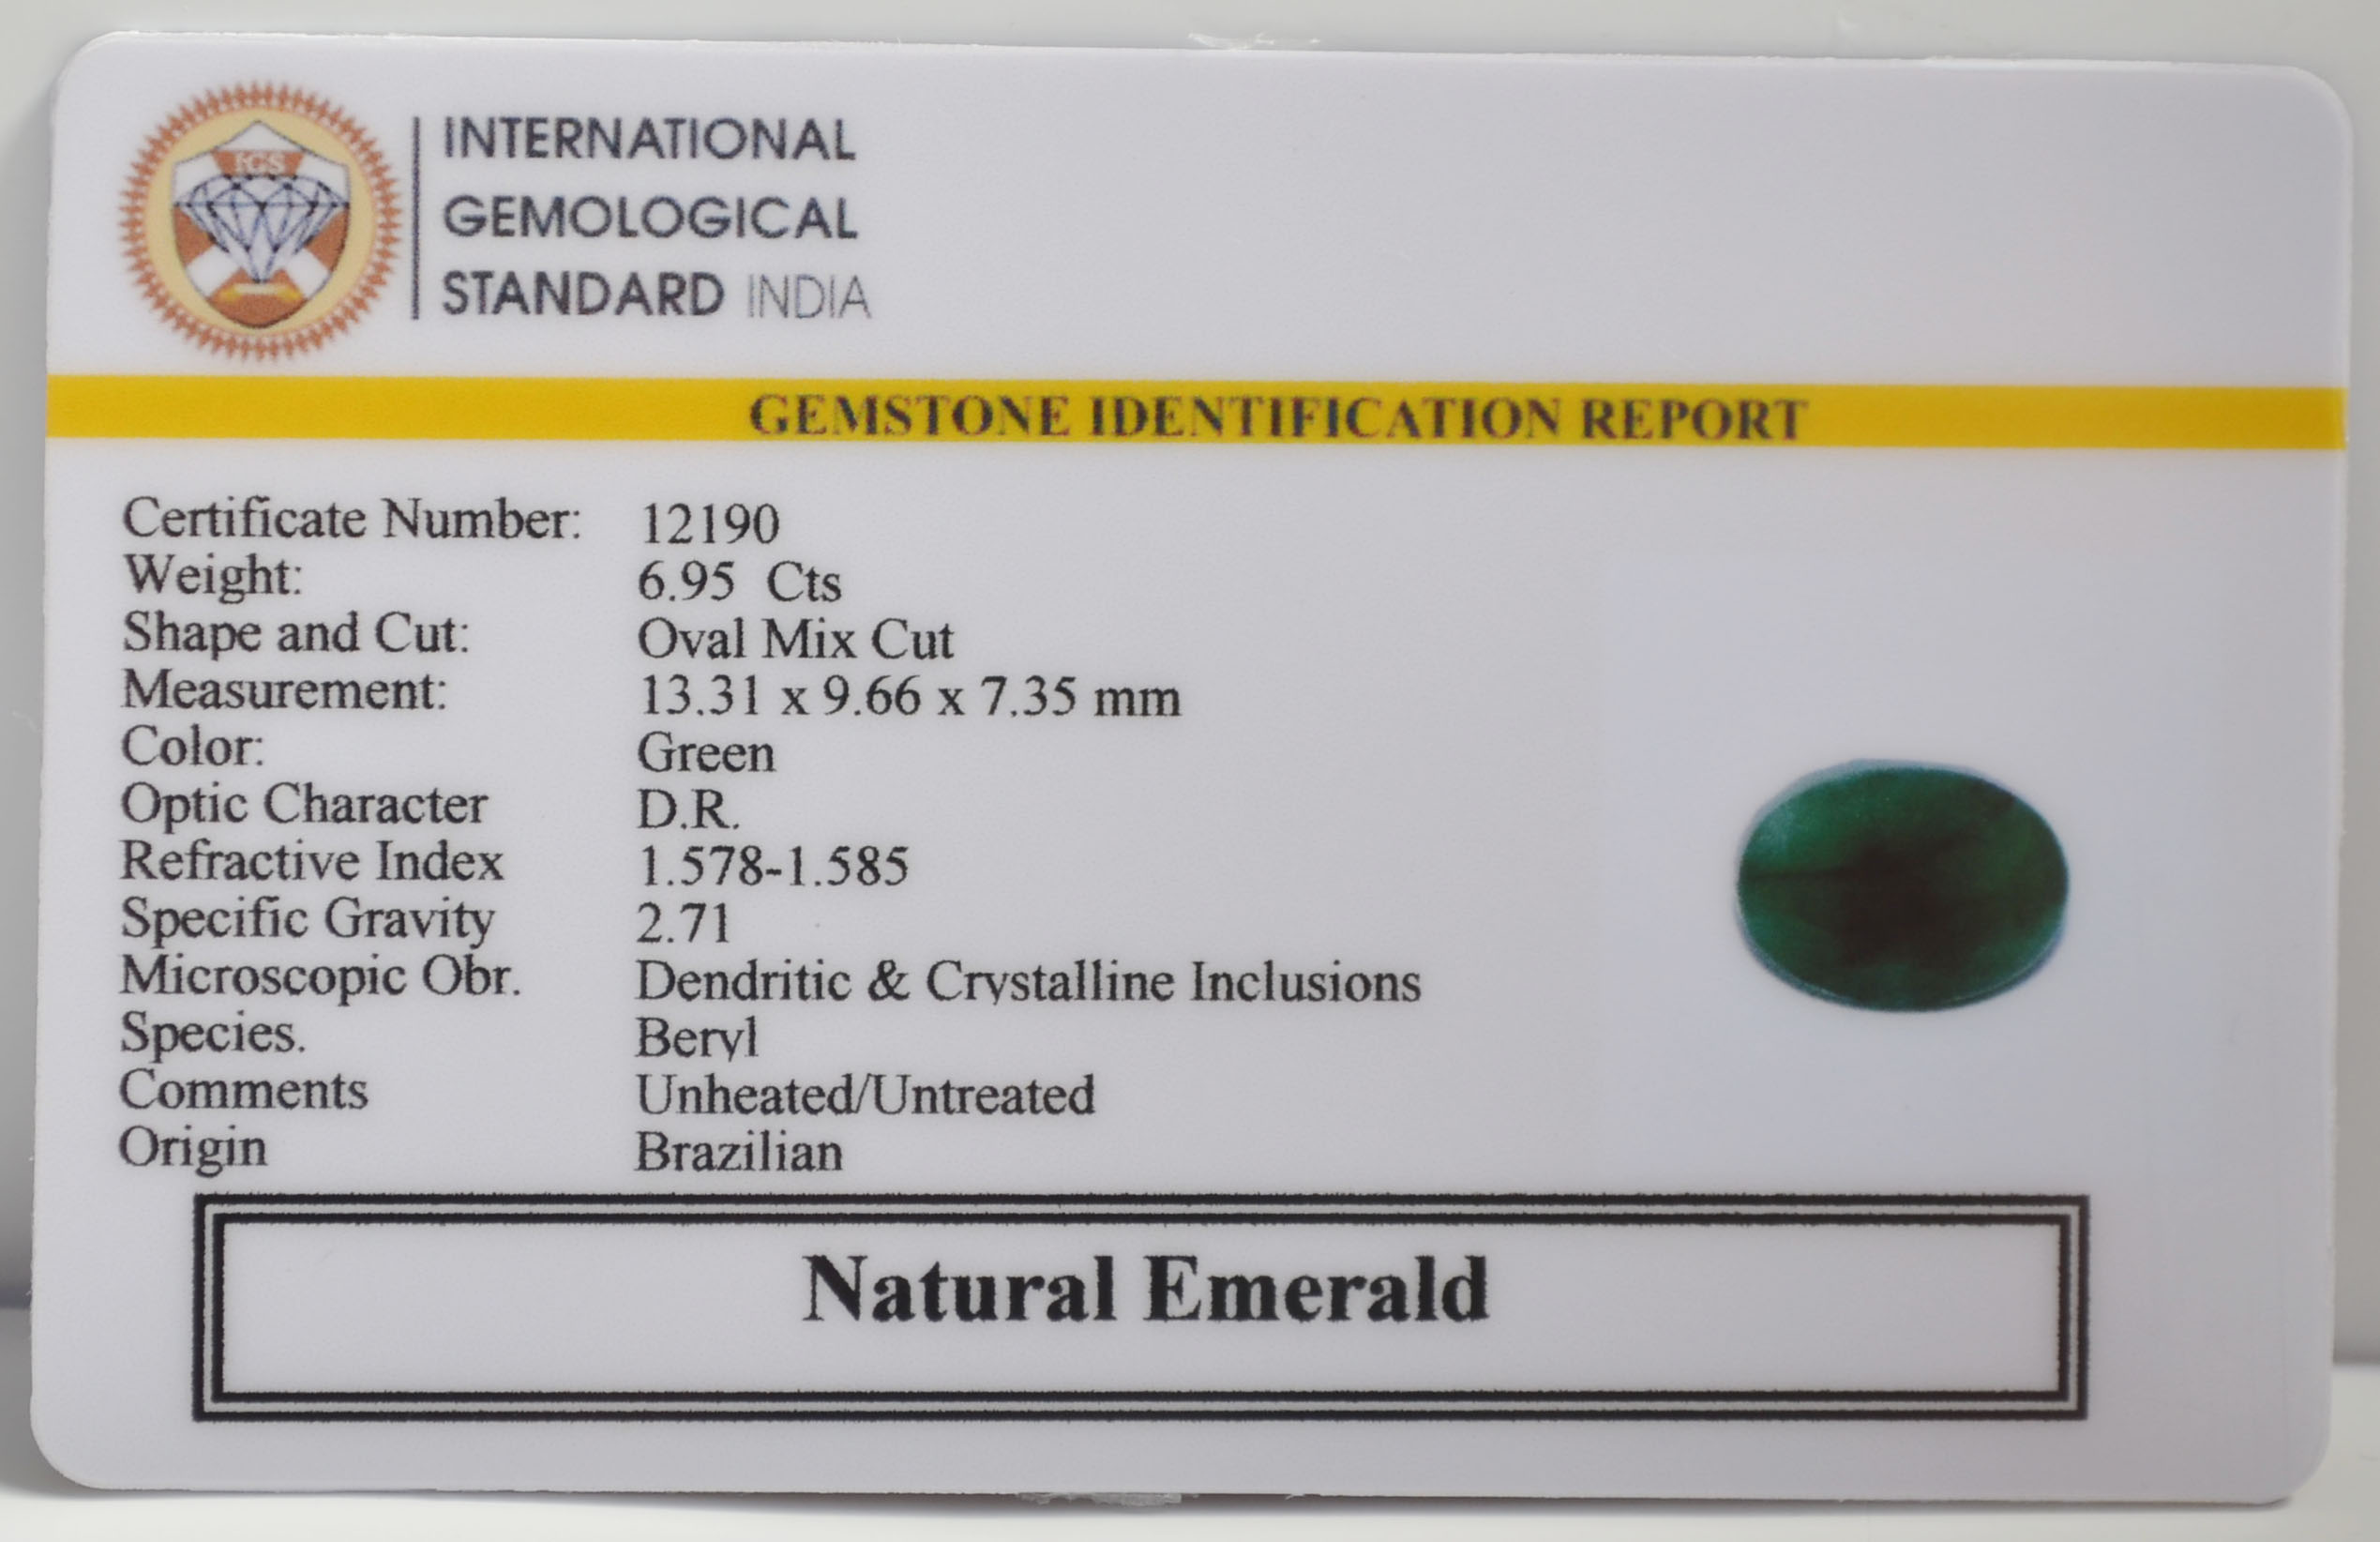 IGS
INTERNATIONAL
GEMOLOGICAL
STANDARD INDIA
GEMSTONE IDENTIFICATION REPORT
Certificate Number: 12190
Weight: 6.95 Cts
Shape and Cut: Oval Mix Cut
Measurement: 13.31 x 9.66 x 7.35 mm
Color: Green
Optic Character D.R.
Refractive Index 1.578-1.585
Specific Gravity 2.71
Microscopic Obr. Dendritic & Crystalline Inclusions
Species. Beryl
Comments Unheated/Untreated
Origin Brazilian
Natural Emerald